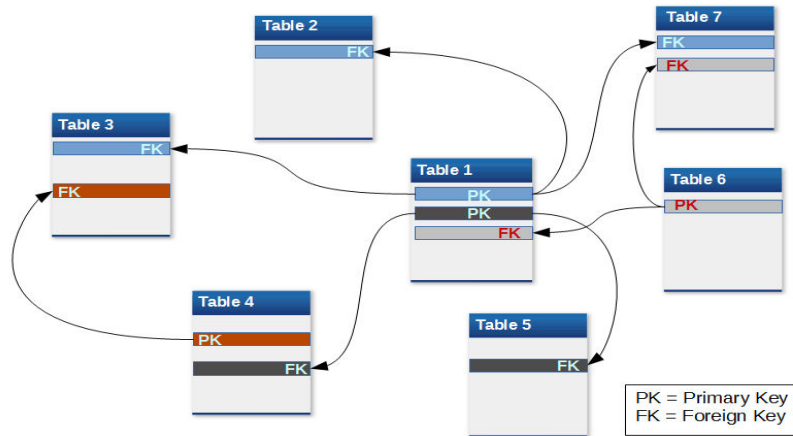 Table 2
FK
Table 7
FK
FK
Table 3
FK
FK
Table 1
PK
PK
FK
Table 6
PK
Table 4
PK
FK
Table 5
FK
PK = Primary Key
FK = Foreign Key